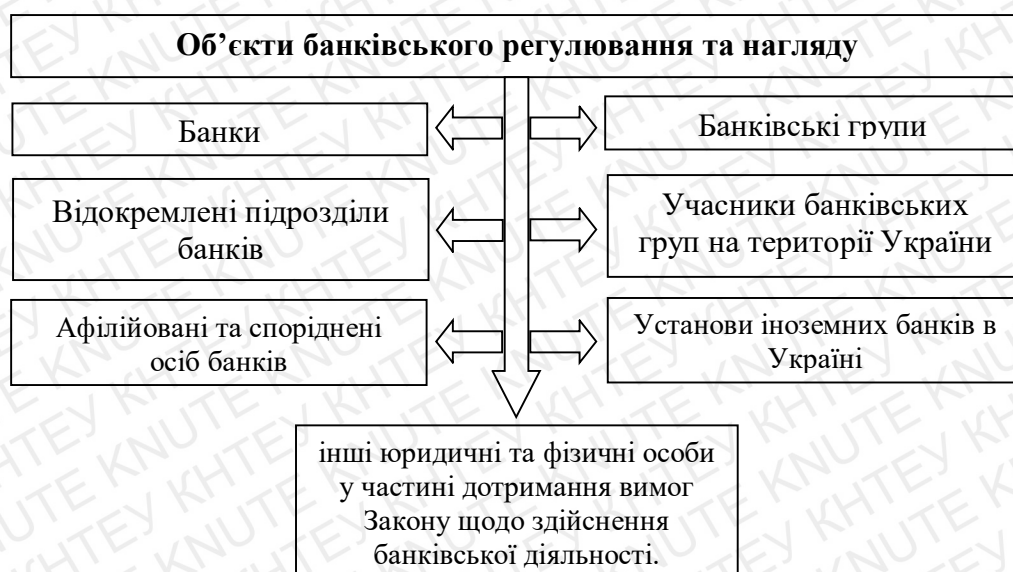 Об’єкти банківського регулювання та нагляду
Банки
Банківські групи
Відокремлені підрозділи
банків
Учасники банківських
груп на території України
Афілійовані та споріднені
осіб банків
Установи іноземних банків в
Україні
інші юридичні та фізичні особи
у частині дотримання вимог
Закону щодо здійснення
банківської діяльності.